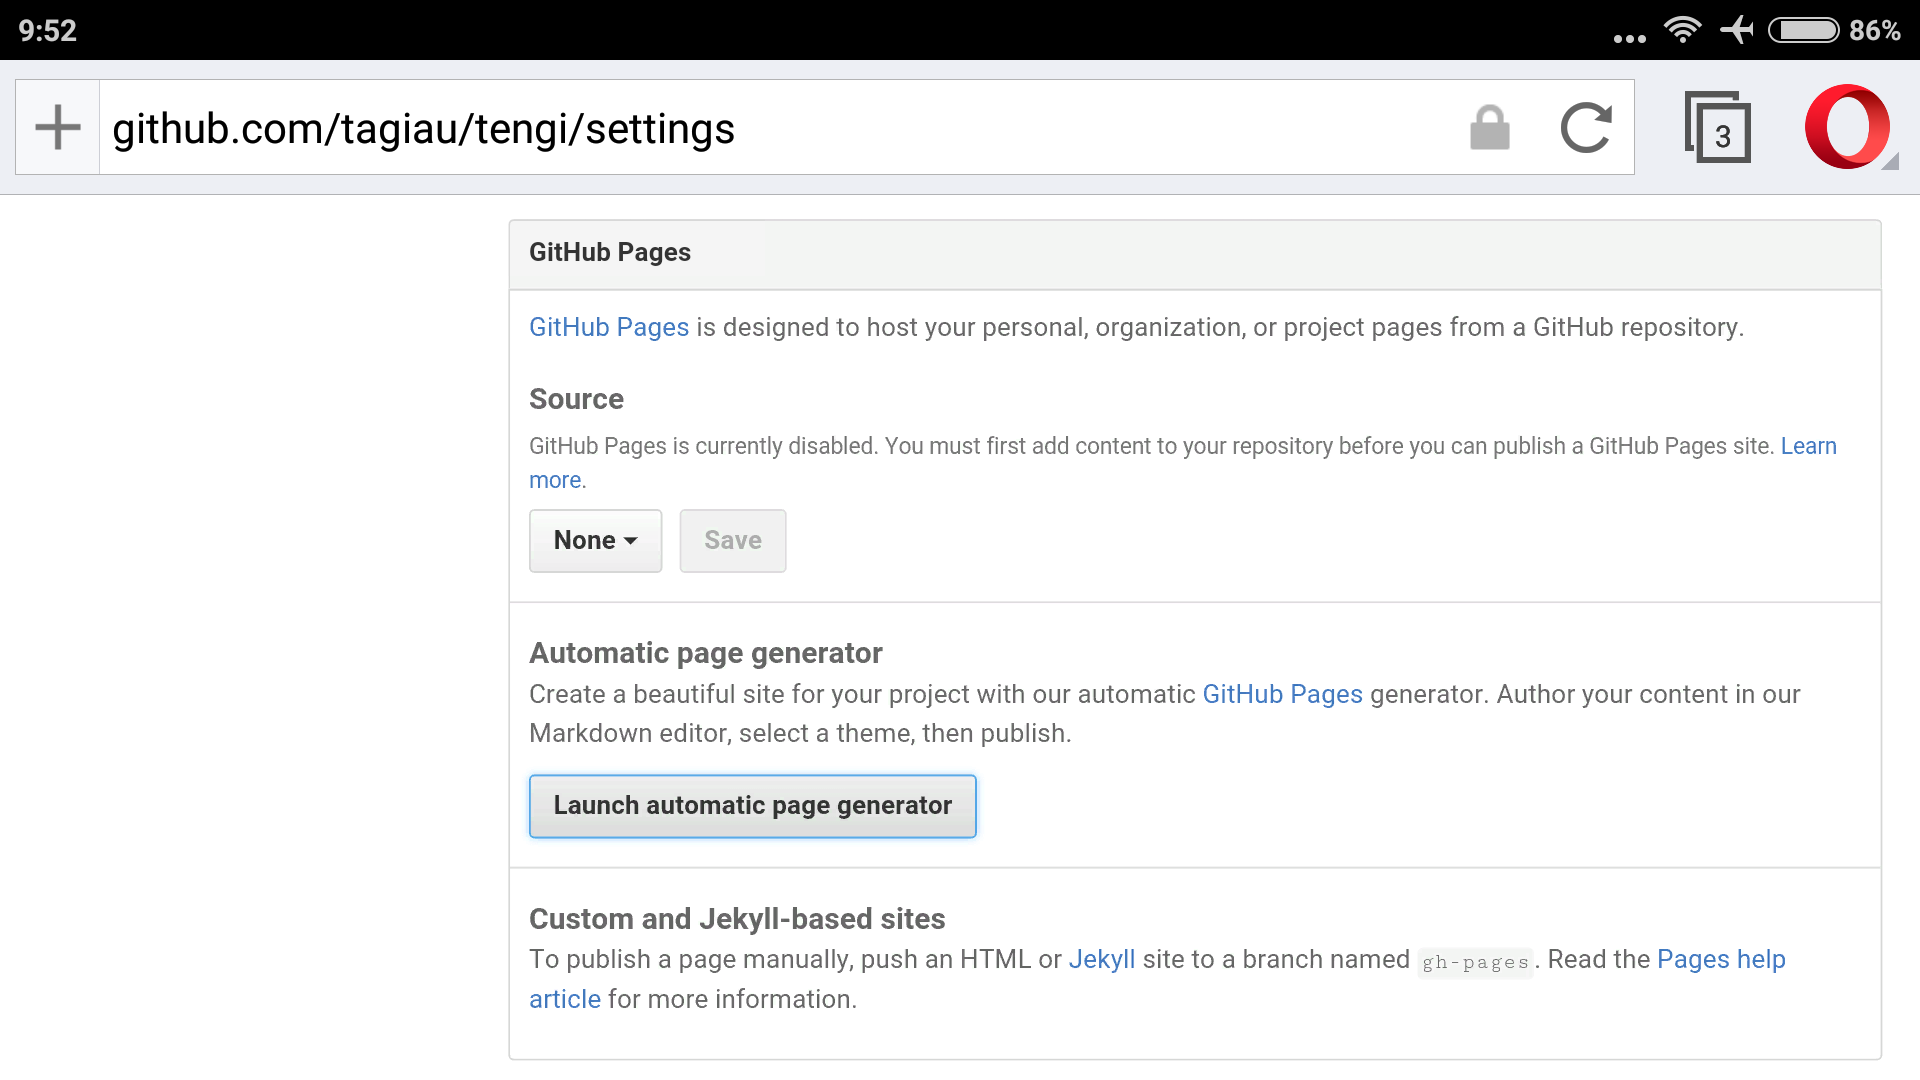 9:52
86%
github.com/tagiau/tengi/settings
3
GitHub Pages
GitHub Pages is designed to host your personal, organization, or project pages from a GitHub repository.
Source
GitHub Pages is currently disabled. You must first add content to your repository before you can publish a GitHub Pages site. Learn
more.
None
Save
Automatic page generator
Create a beautiful site for your project with our automatic GitHub Pages generator. Author your content in our
Markdown editor, select a theme, then publish.
Launch automatic page generator
Custom and Jekyll-based sites
To publish a page manually, push an HTML or Jekyll site to a branch named gh-pages. Read the Pages help
article for more information.